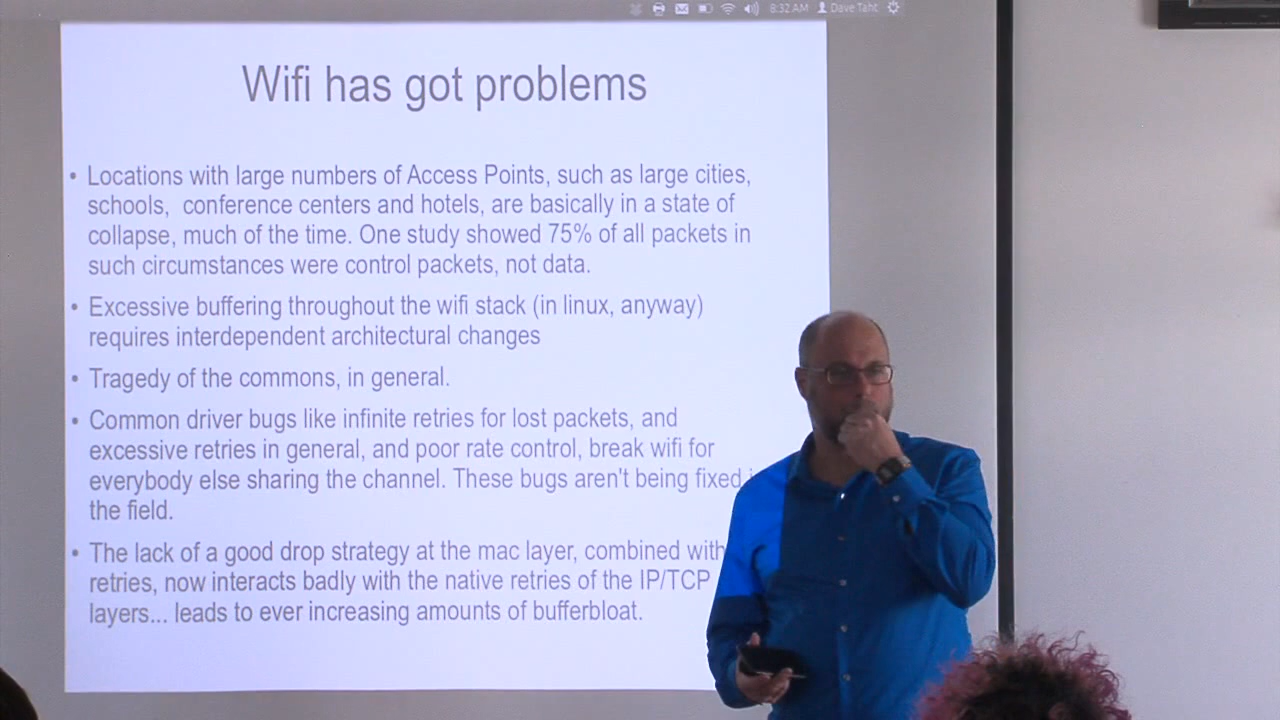 8:32 AM Dave Taht
Wifi has got problems
• Locations with large numbers of Access Points, such as large cities,
schools, conference centers and hotels, are basically in a state of
collapse, much of the time. One study showed 75% of all packets in
such circumstances were control packets, not data.
• Excessive buffering throughout the wifi stack (in linux, anyway)
requires interdependent architectural changes
• Tragedy of the commons, in general.
• Common driver bugs like infinite retries for lost packets, and
excessive retries in general, and poor rate control, break wifi for
everybody else sharing the channel. These bugs aren't being fixed
the field.
• The lack of a good drop strategy at the mac layer, combined with
retries, now interacts badly with the native retries of the IP/TCP
layers... leads to ever increasing amounts of bufferbloat.